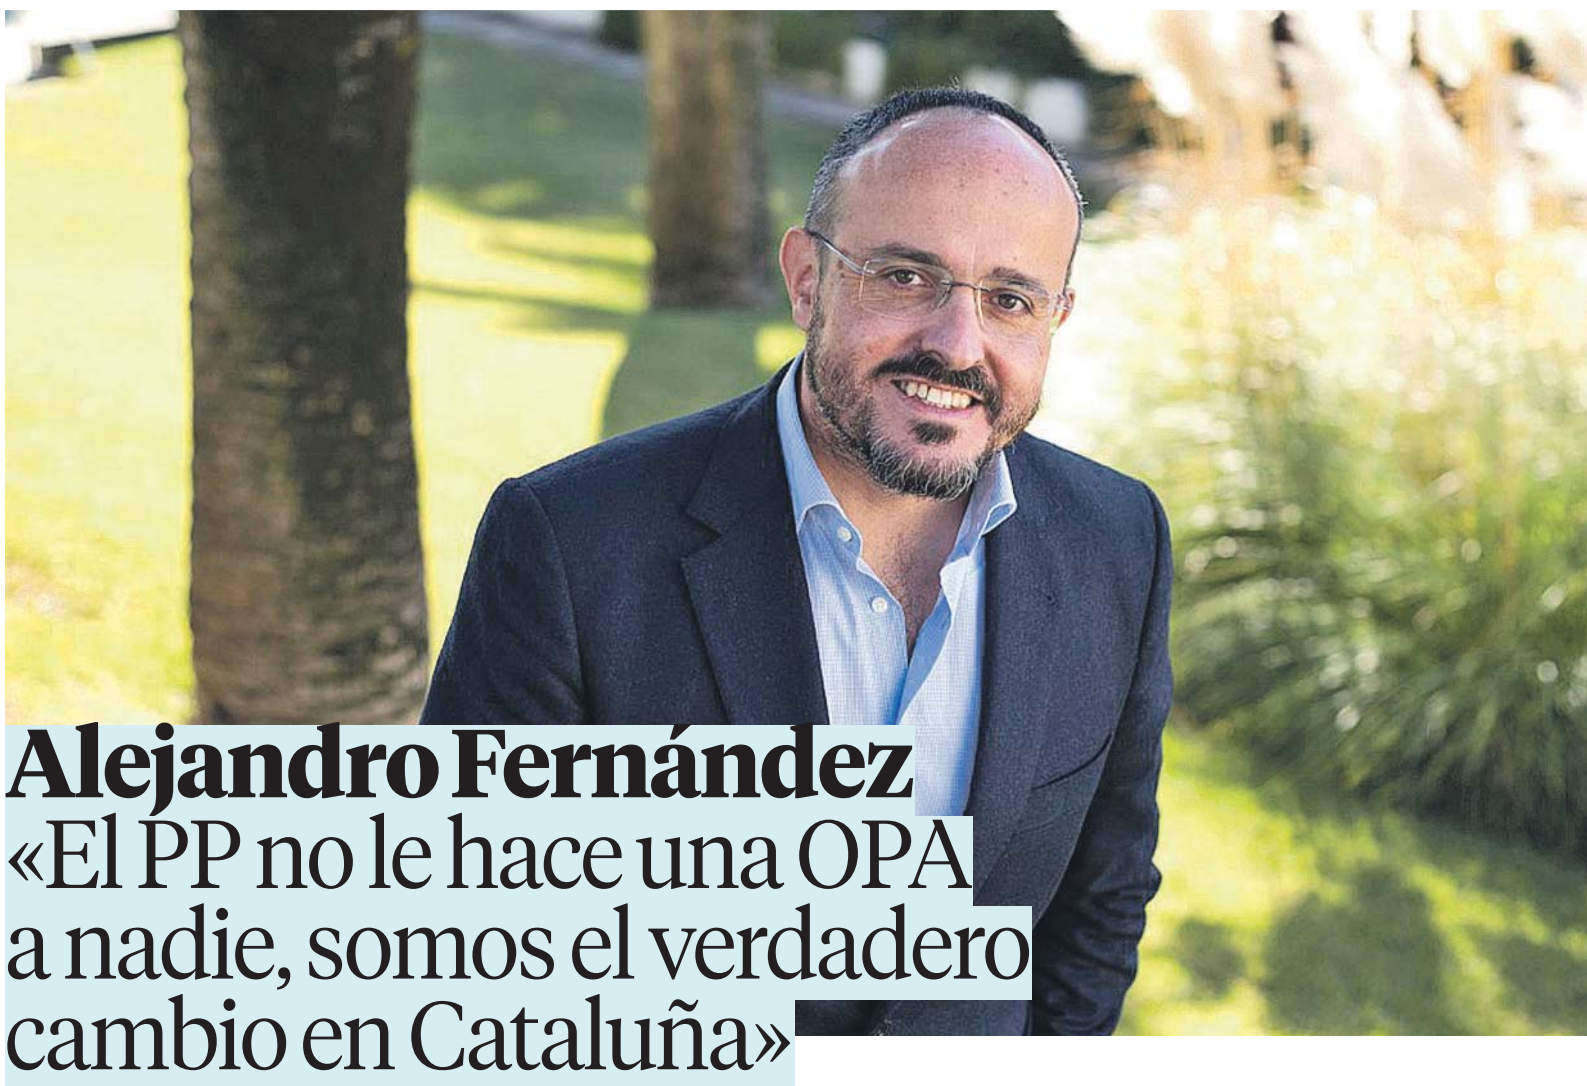 Alejandro Fernández
«El PP no le hace una OPA
a nadie, somos el verdadero
cambio en Cataluña»